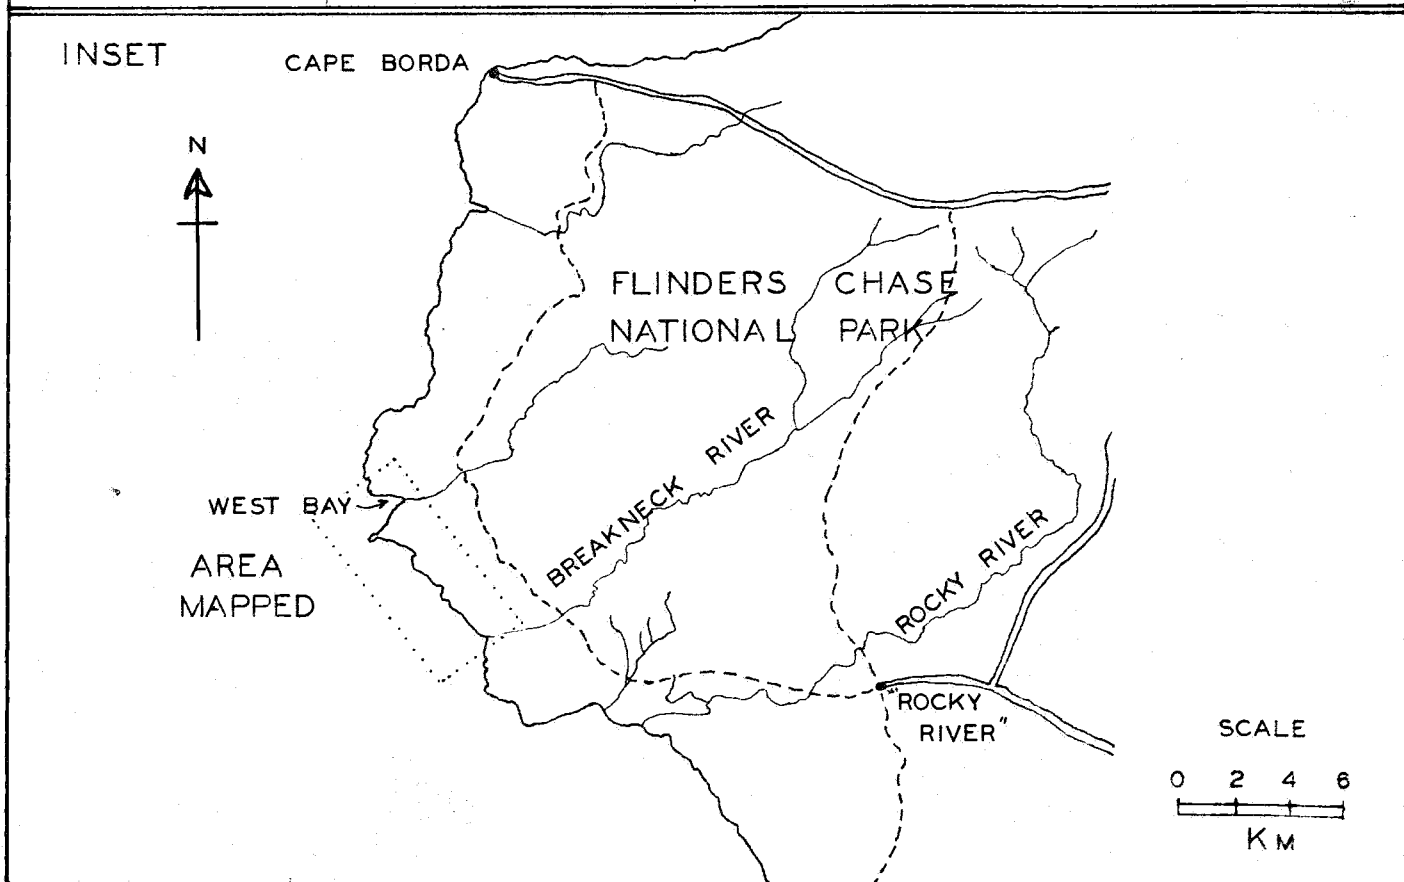 INSET
CAPE BORDA
N
FLINDERS CHASE
NATIONAL PARK
BREAKNECK RIVER
WEST BAY
AREA
MAPPED
ROCKY RIVER
"ROCKY
RIVER"
SCALE
0 2 4 6
KM